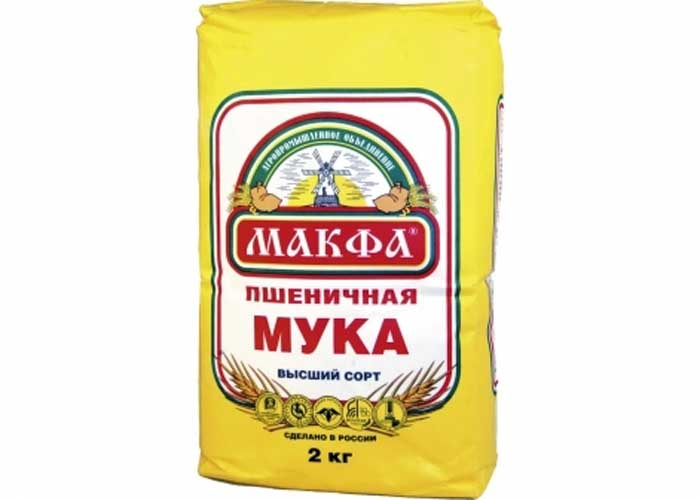 АГРОПРОМЫШЛЕННОЕ ОБЪЕДИНЕНИЕ
МАКФА®
ПШЕНИЧНАЯ
МУКА
ВЫСШИЙ СОРТ
СДЕЛАНО В РОССИИ
2 КГ